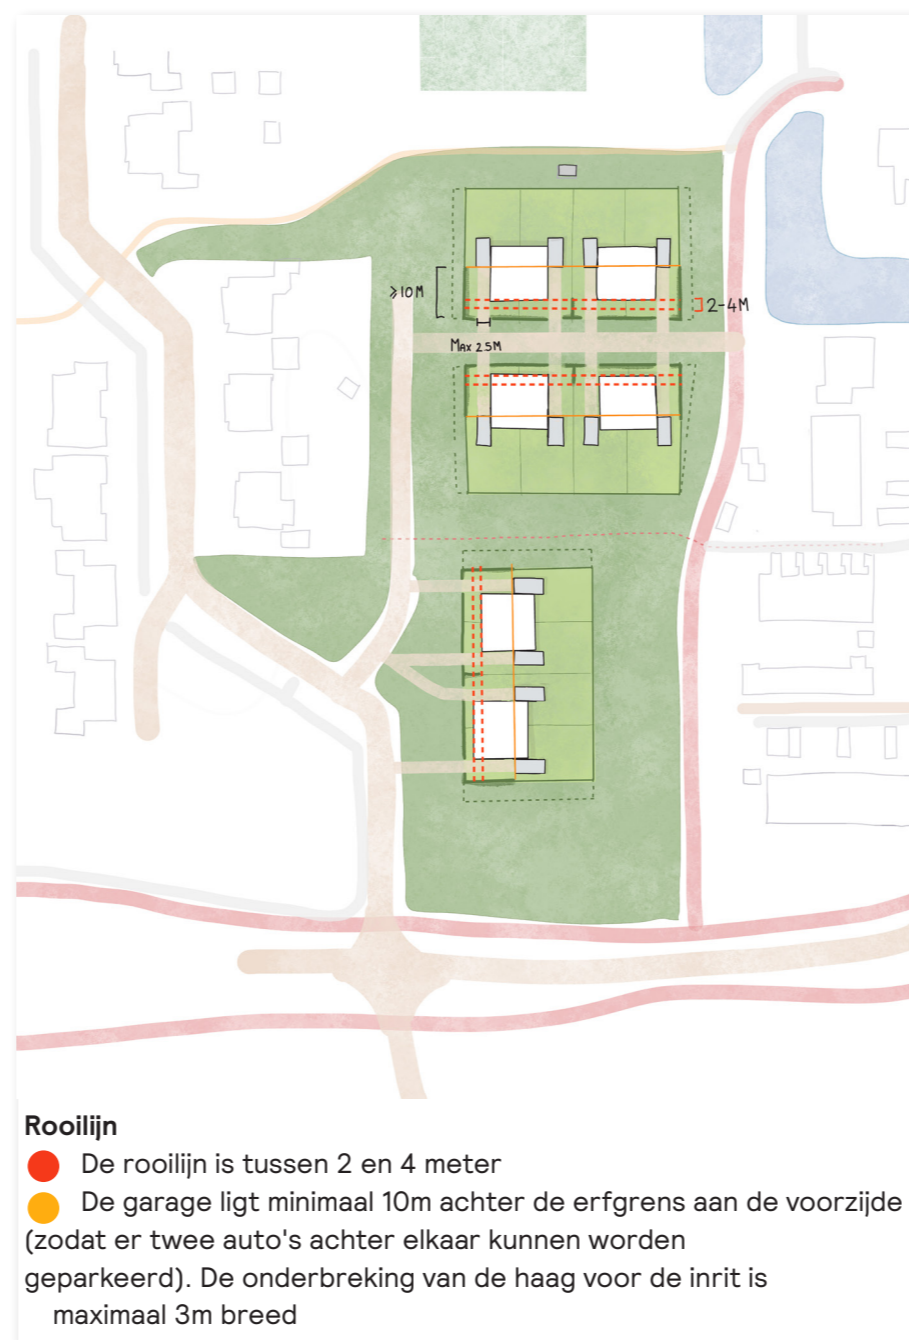 ⩾10M
2-4M
MAX 25M
Rooilijn
De rooilijn is tussen 2 en 4 meter
De garage ligt minimaal 10m achter de erfgrens aan de voorzijde
(zodat er twee auto's achter elkaar kunnen worden
geparkeerd). De onderbreking van de haag voor de inrit is
maximaal 3m breed